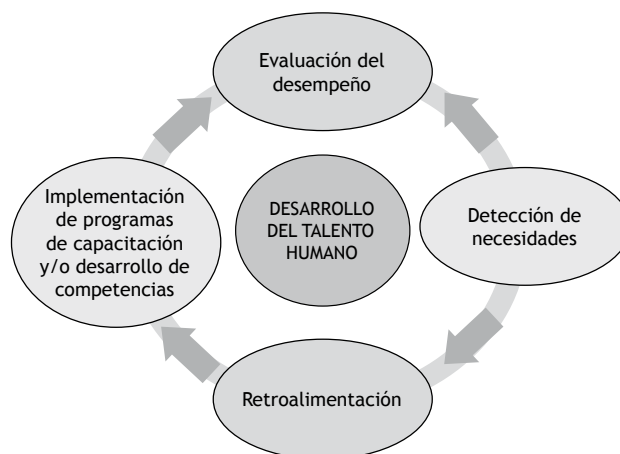 Evaluación del
desempeño
Implementación
de programas
de capacitación
y/o desarrollo de
competencias
DESARROLLO
DEL TALENTO
HUMANO
Detección de
necesidades
Retroalimentación